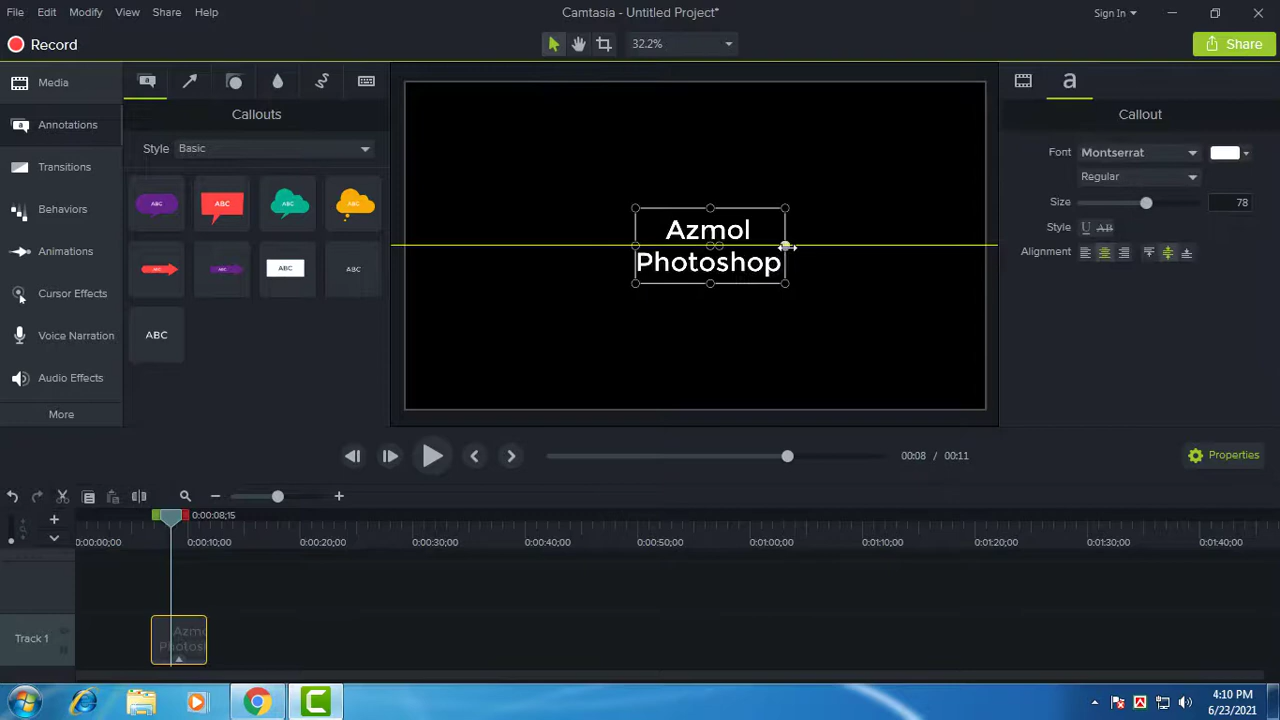 File Edit Modify View Share Help
Camtasia - Untitled Project*
Sign In
Record
32.2%
Share
Media
Annotations
Transitions
Behaviors
Animations
Cursor Effects
Voice Narration
Audio Effects
More
Callouts
Style Basic
ABC ABC ABC ABC
ABC ABC
ABC
Azmol
Photoshop
a
Callout
Font Montserrat
Regular
Size 78
Style U AB
Alignment
00:08 / 00:11
Properties
0:00:08;15
0:00:00;00 0:00:10;00 0:00:20;00 0:00:30;00 0:00:40;00 0:00:50;00 0:01:00;00 0:01:10;00 0:01:20;00 0:01:30;00 0:01:40;00
Track 1
Azmo
Photosh
4:10 PM
6/23/2021